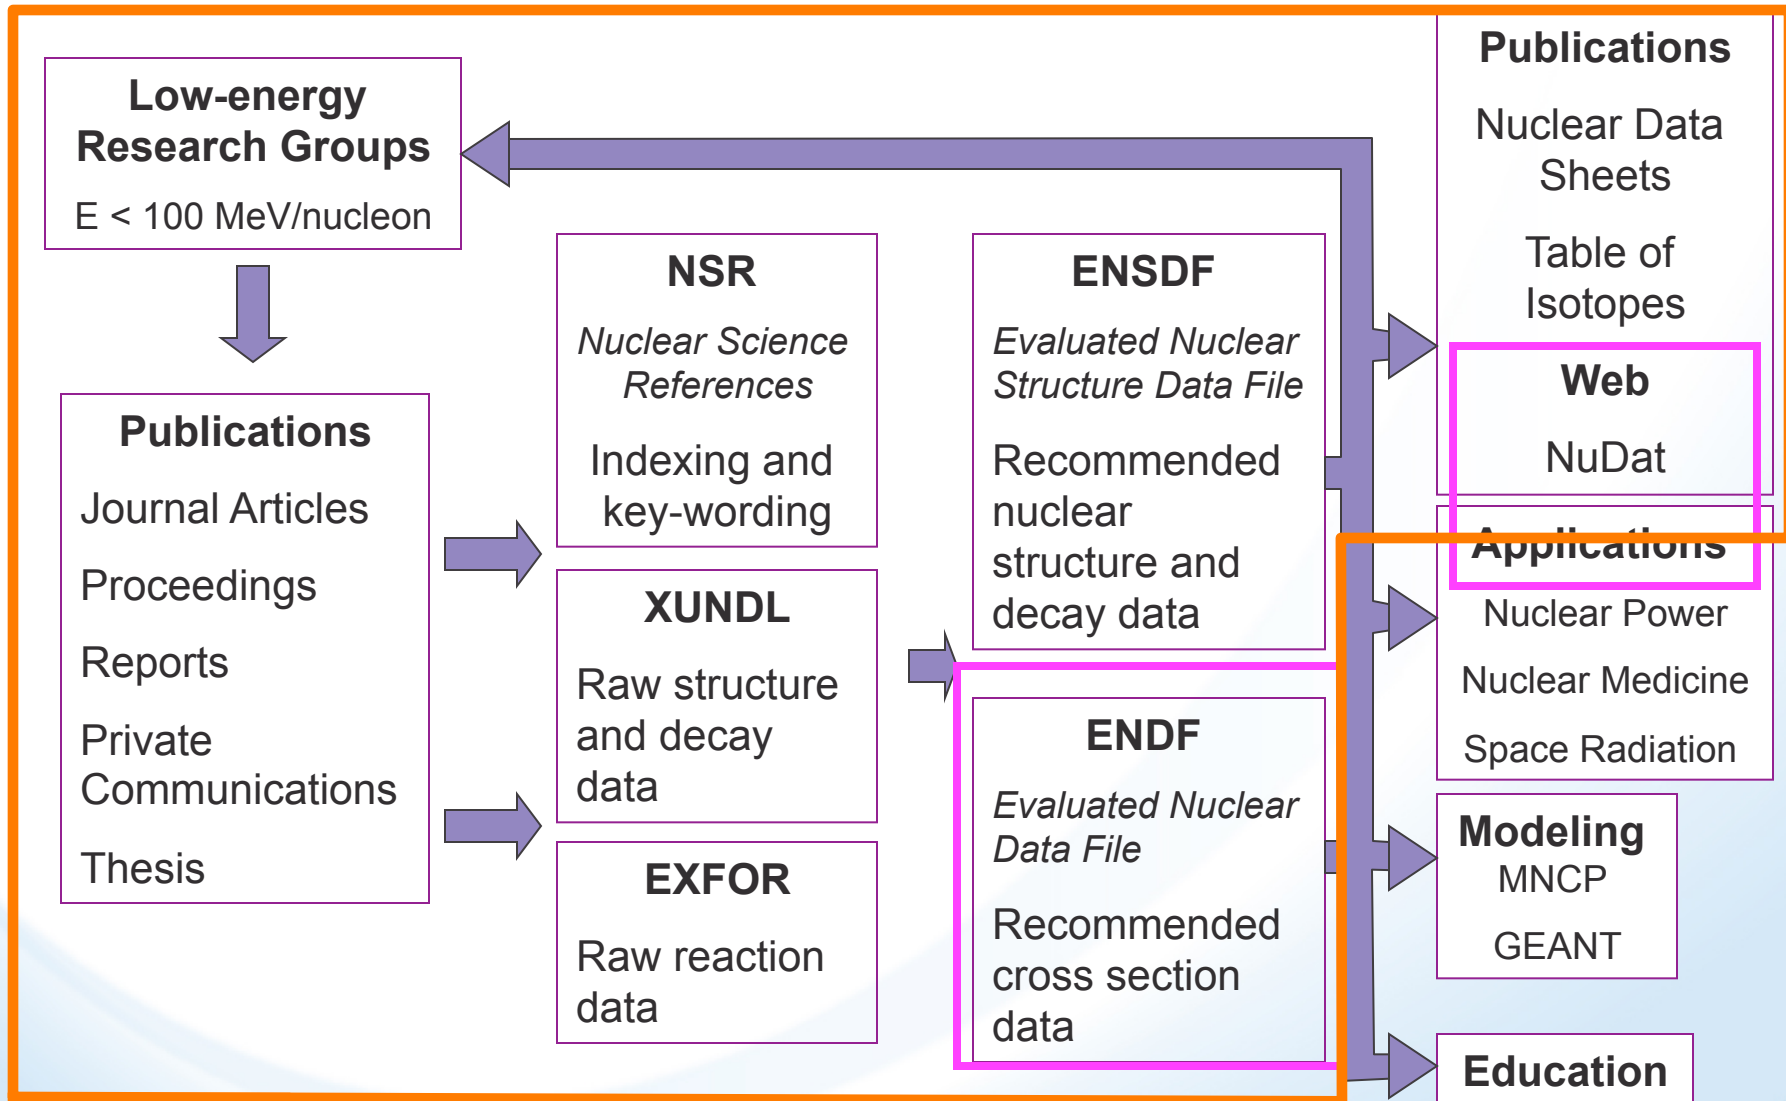 Low-energy
Research Groups
E < 100 MeV/nucleon
Publications
Journal Articles
Proceedings
Reports
Private
Communications
Thesis
NSR
Nuclear Science
References
Indexing and
key-wording
XUNDL
Raw structure
and decay
data
EXFOR
Raw reaction
data
ENSDF
Evaluated Nuclear
Structure Data File
Recommended
nuclear
structure and
decay data
ENDF
Evaluated Nuclear
Data File
Recommended
cross section
data
Publications
Nuclear Data
Sheets
Table of
Isotopes
Web
NuDat
Applications
Nuclear Power
Nuclear Medicine
Space Radiation
Modeling
MNCP
GEANT
Education